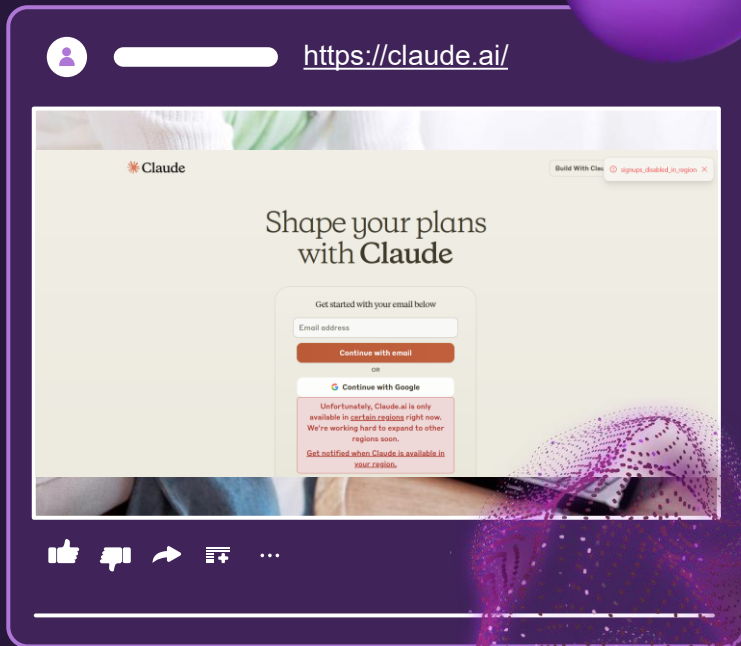 https://claude.ai/
Claude
Build With Clau
signups_disabled_in_region
Shape your plans
with Claude
Get started with your email below
Email address
Continue with email
OR
Continue with Google
Unfortunately, Claude.ai is only
available in certain regions right now.
We're working hard to expand to other
regions soon.
Get notified when Claude is available in
your region.